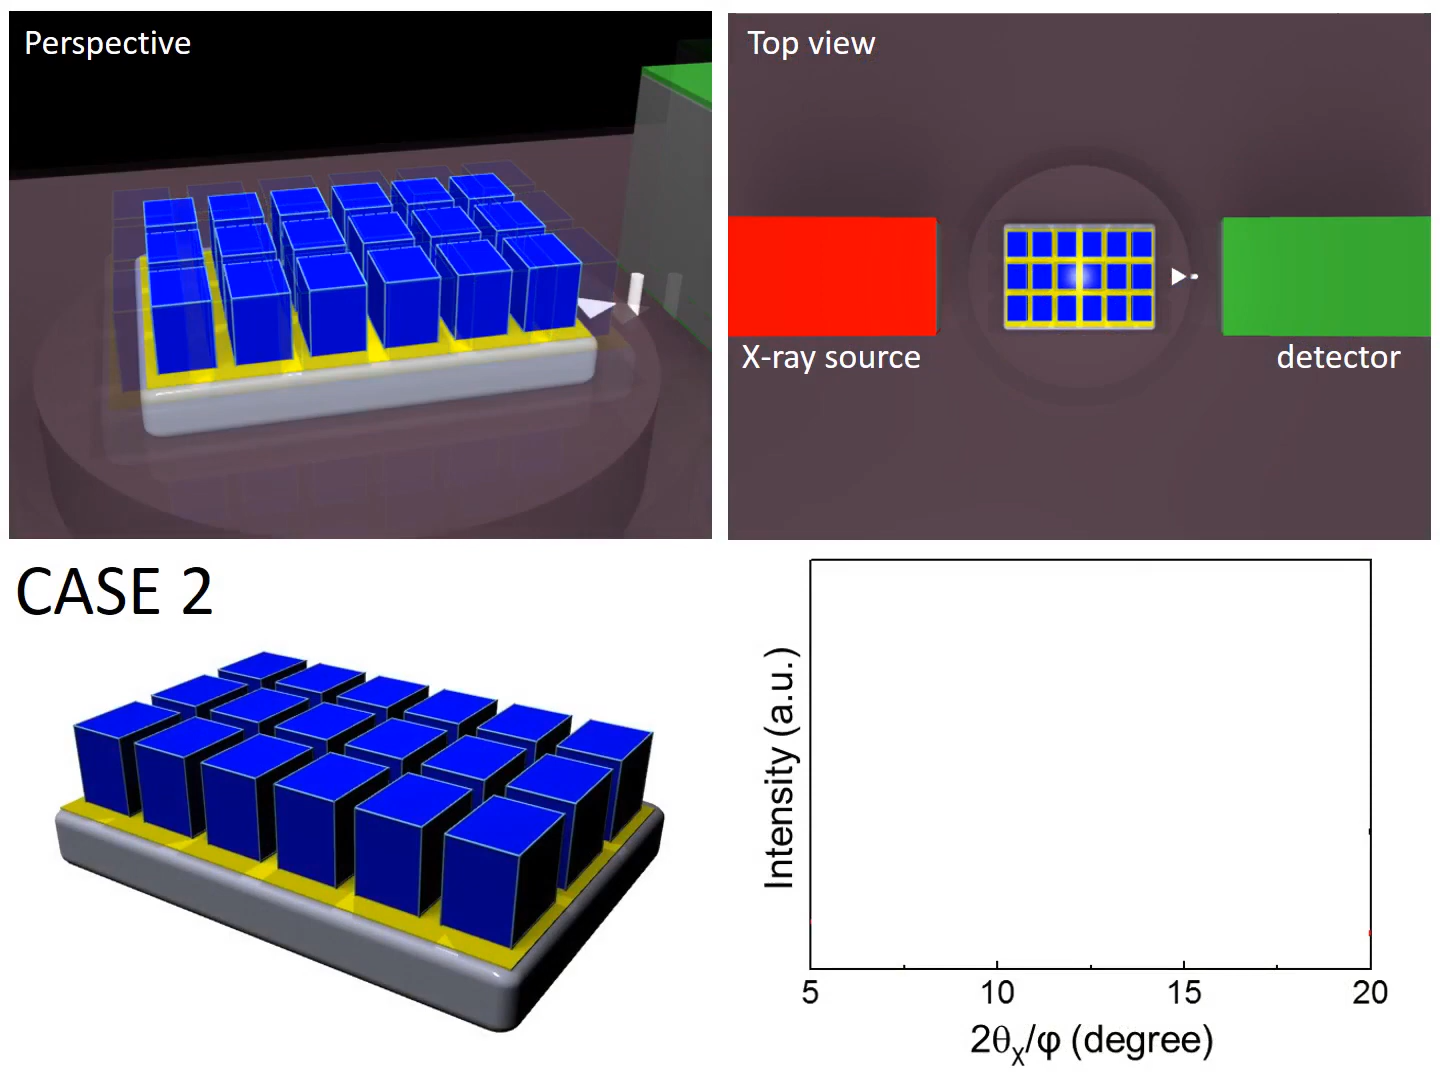 Perspective
Top view
X-ray source
detector
CASE 2
Intensity (a.u.)
5
10
15
20
2θχ/φ (degree)